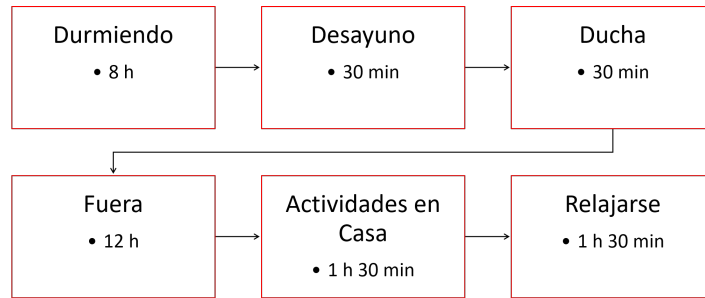 Durmiendo
• 8 h
Desayuno
• 30 min
Ducha
• 30 min
Fuera
• 12 h
Actividades en
Casa
• 1 h 30 min
Relajarse
• 1 h 30 min